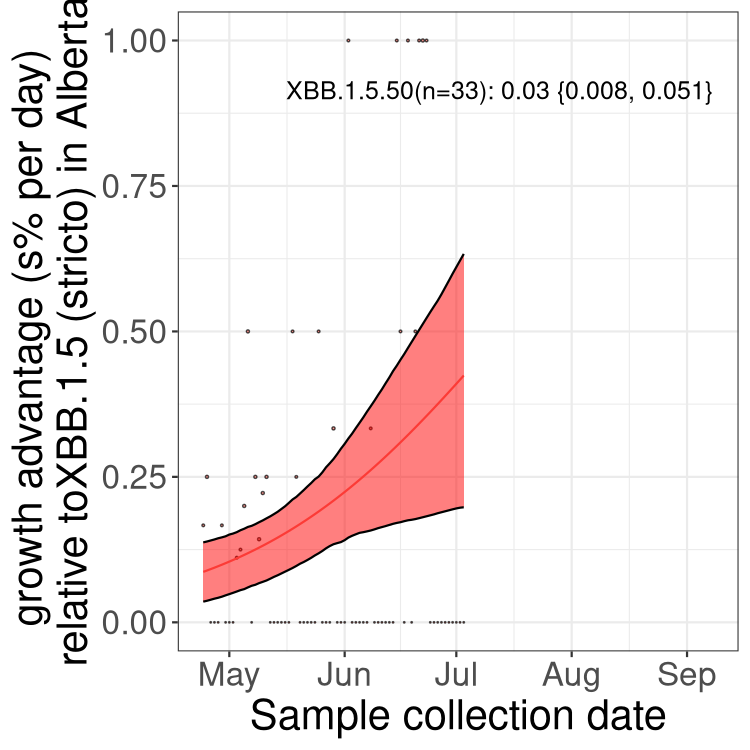 growth advantage (s% per day)
relative toXBB.1.5 (stricto) in Alberta
1.00
XBB.1.5.50(n=33): 0.03 {0.008, 0.051}
0.75
0.50
0.25
0.00
May Jun Jul Aug Sep
Sample collection date